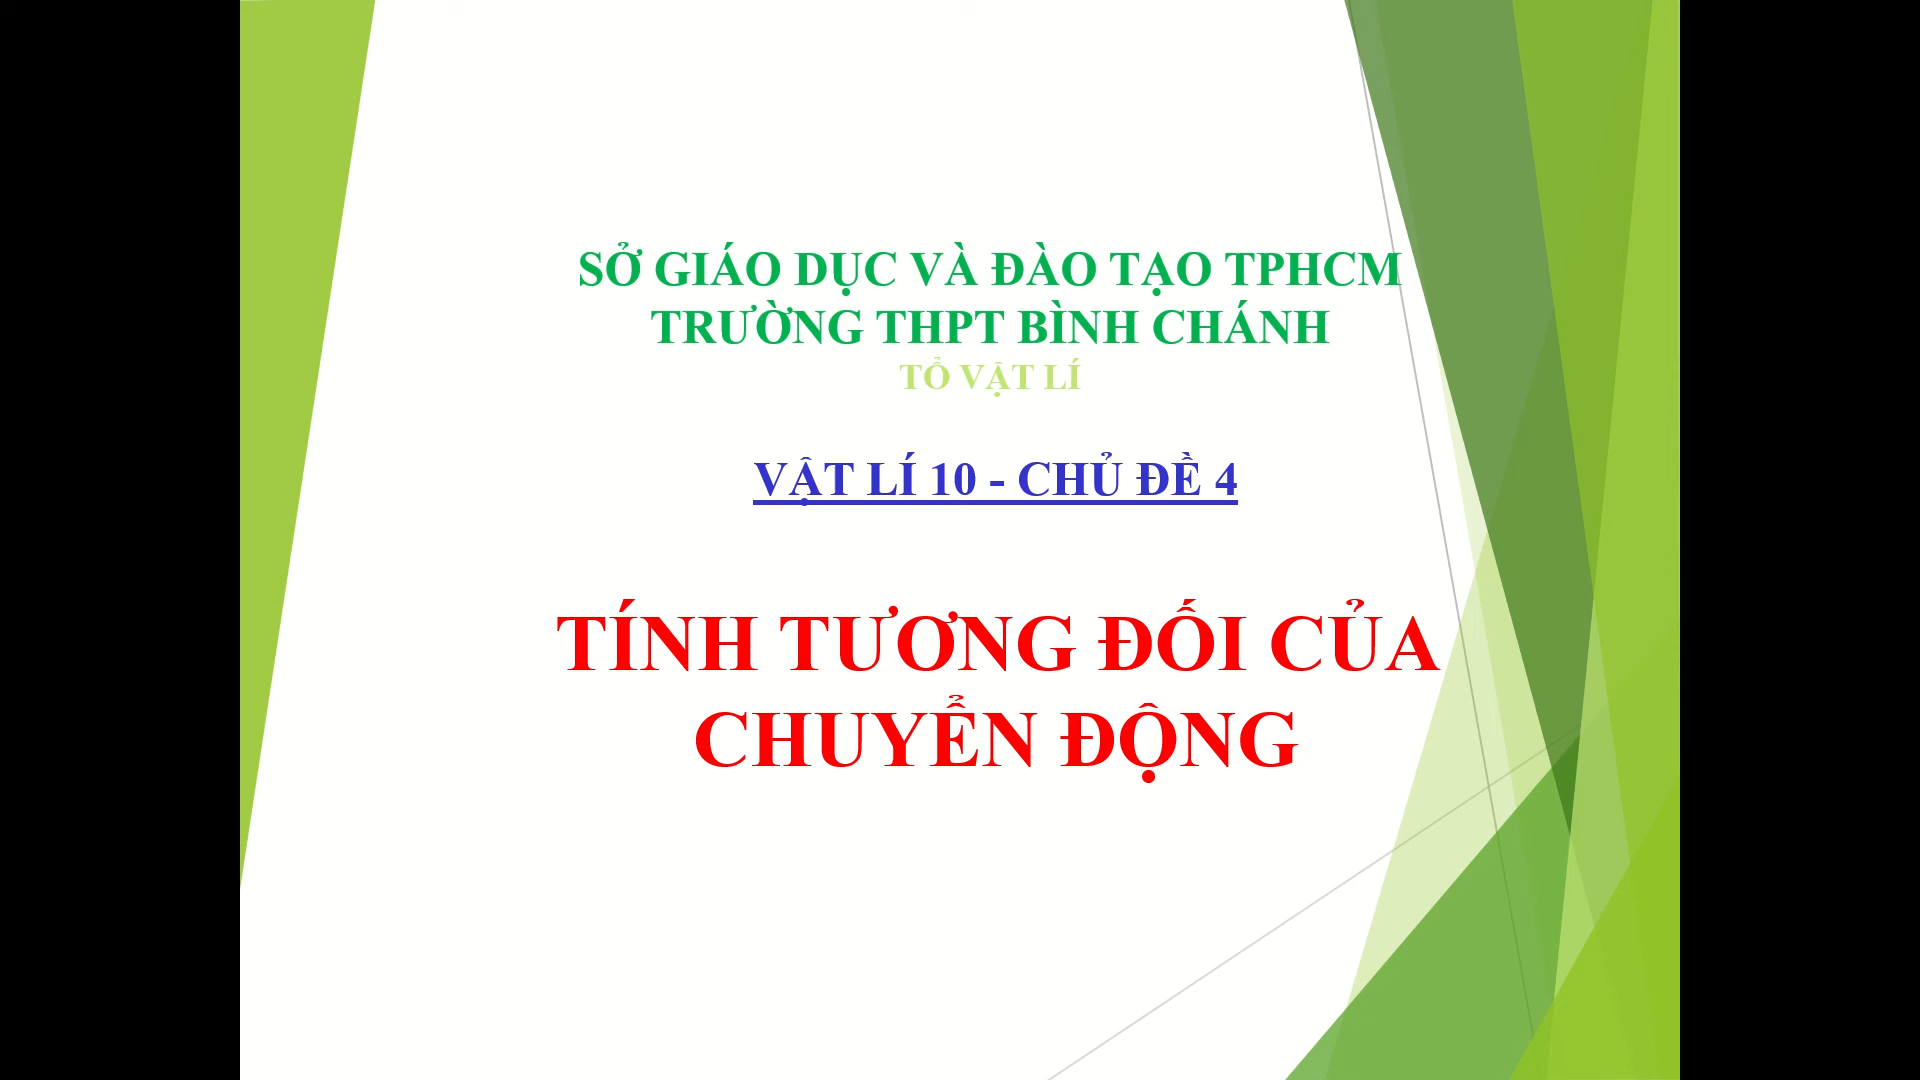 SỞ GIÁO DỤC VÀ ĐÀO TẠO TPHCM
TRƯỜNG THPT BÌNH CHÁNH
TỔ VẬT LÍ
VẬT LÍ 10 - CHỦ ĐỀ 4
TÍNH TƯƠNG ĐỐI CỦA
CHUYỂN ĐỘNG